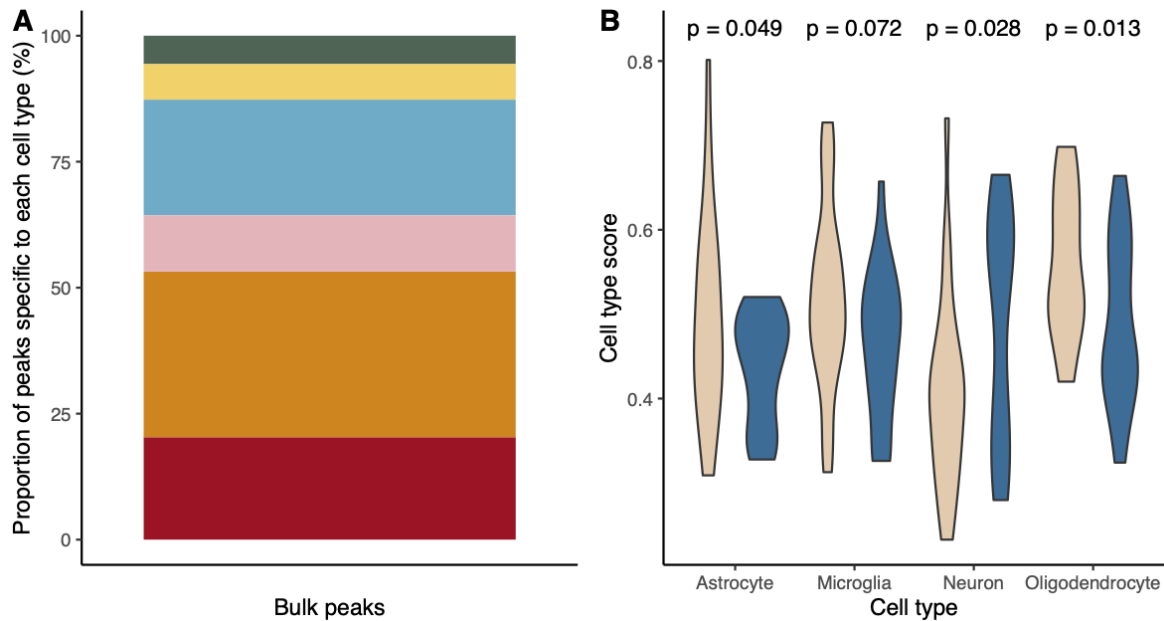 A
Proportion of peaks specific to each cell type (%)
100
75
50
25
0
Bulk peaks
B
p = 0.049 p = 0.072 p = 0.028 p = 0.013
Cell type score
0.8
0.6
0.4
Astrocyte Microglia Neuron Oligodendrocyte
Cell type